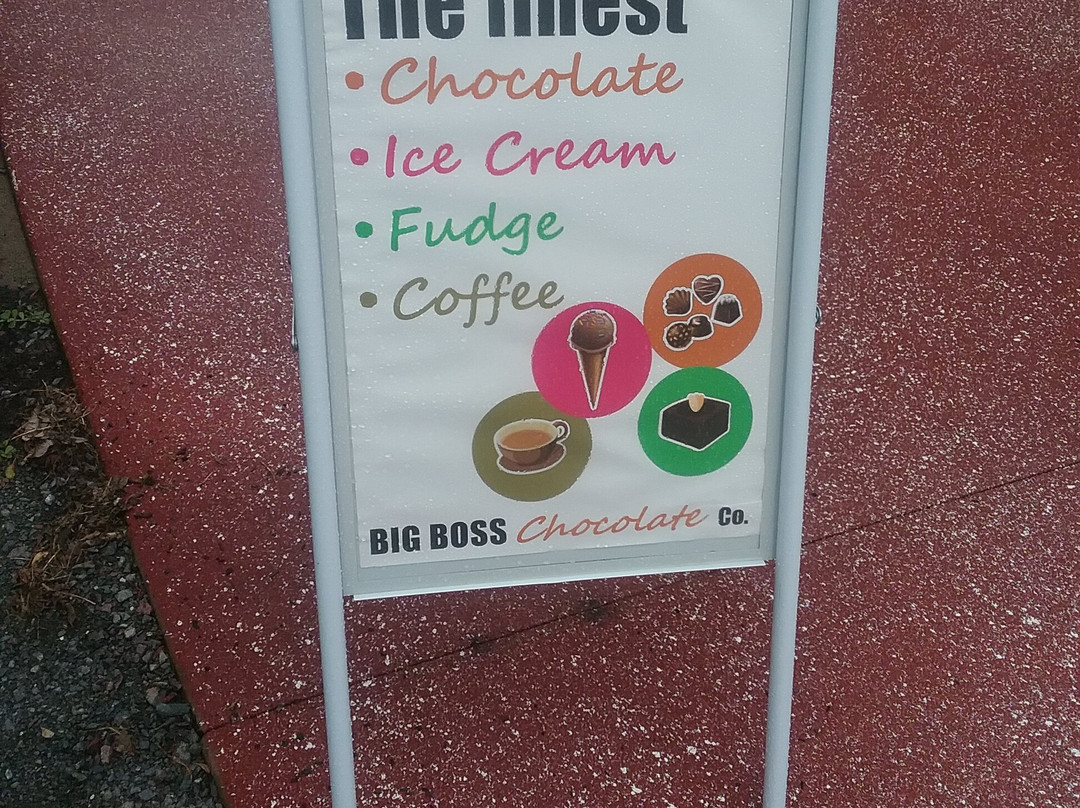 The finest
• Chocolate
• Ice Cream
• Fudge
• Coffee
BIG BOSS Chocolate Co.